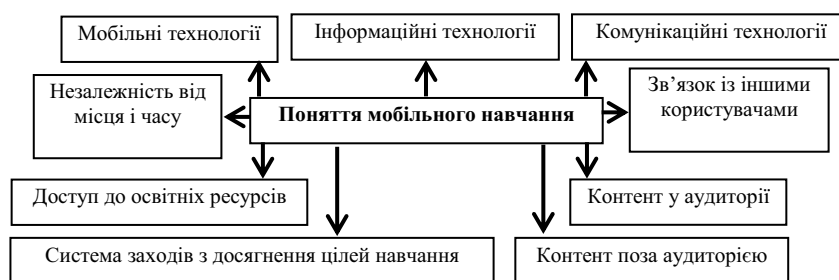 Мобільні технології
Інформаційні технології
Комунікаційні технології
Незалежність від
місця і часу
Поняття мобільного навчання
Зв’язок із іншими
користувачами
Доступ до освітніх ресурсів
Контент у аудиторії
Система заходів з досягнення цілей навчання
Контент поза аудиторією